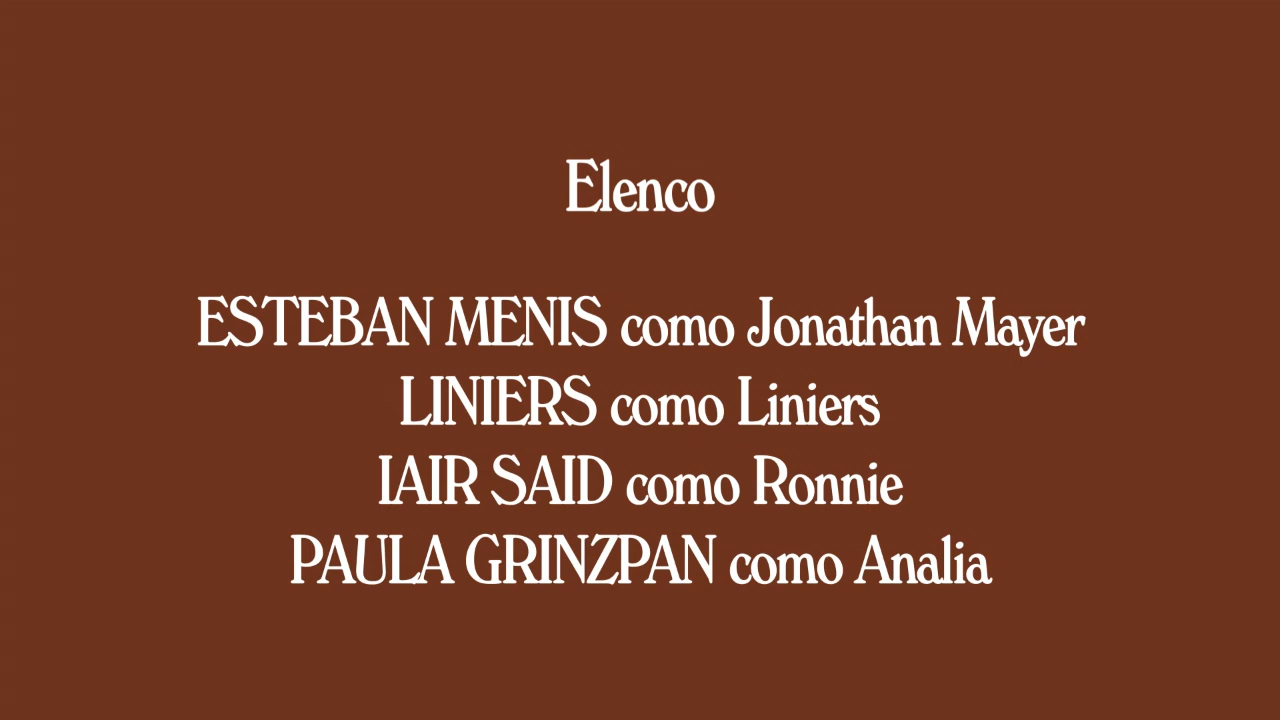 Elenco
ESTEBAN MENIS como Jonathan Mayer
LINIERS como Liniers
IAIR SAID como Ronnie
PAULA GRINZPAN como Analia